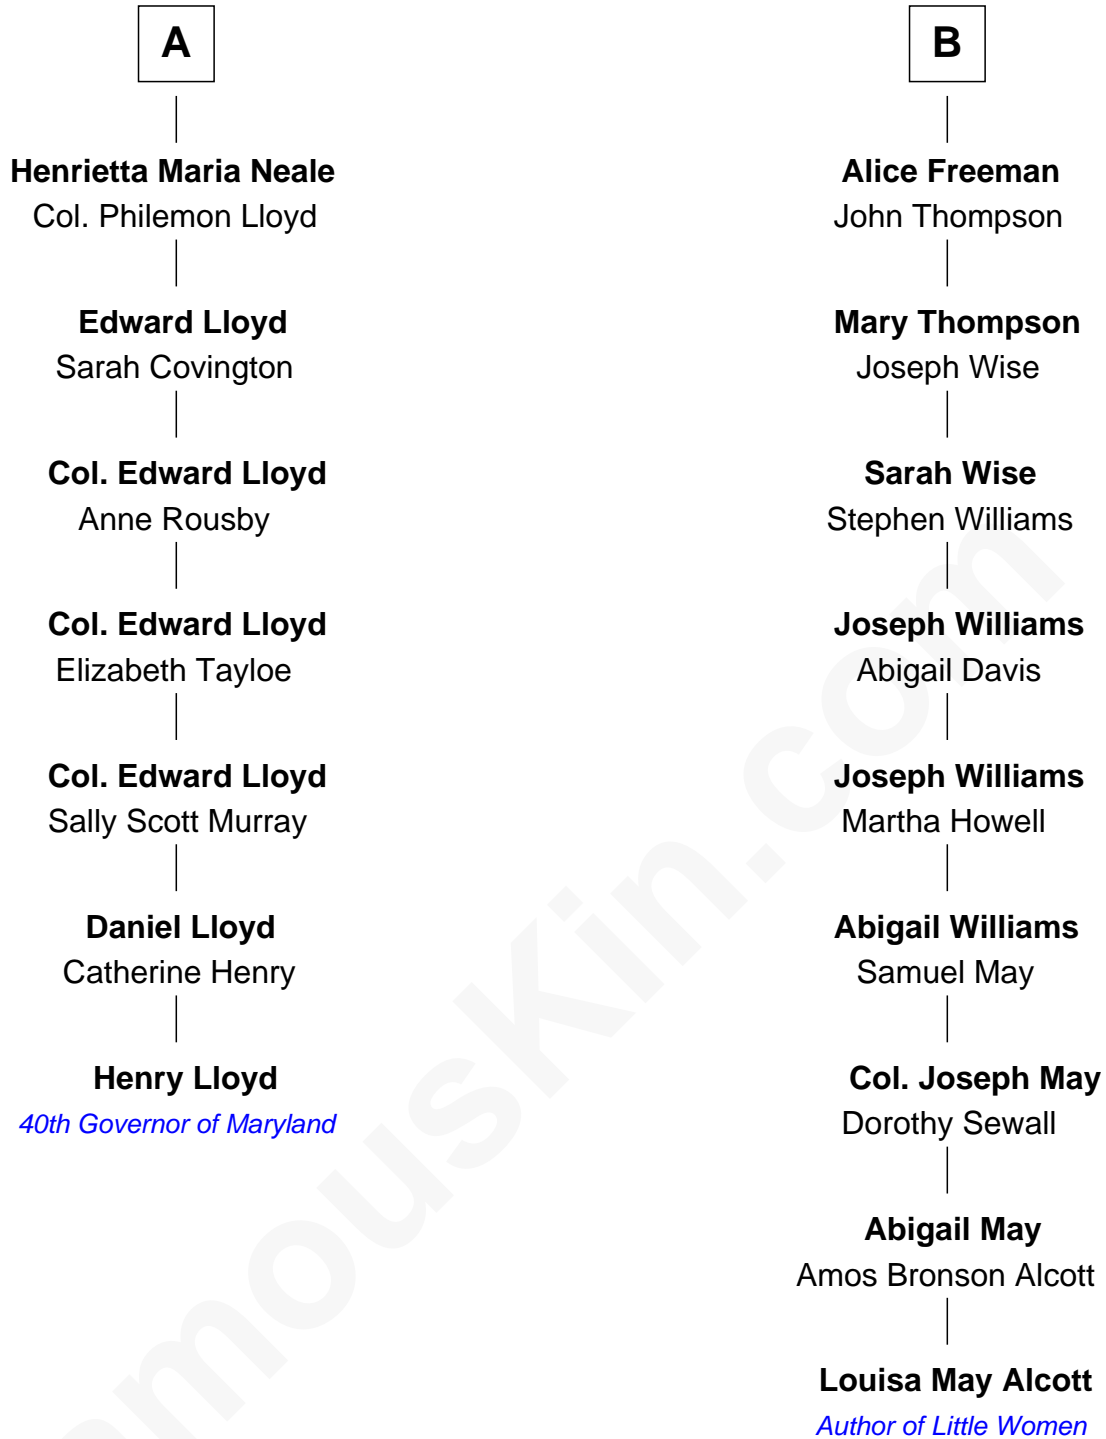 A
Henrietta Maria Neale
Col. Philemon Lloyd
Edward Lloyd
Sarah Covington
Col. Edward Lloyd
Anne Rousby
Col. Edward Lloyd
Elizabeth Tayloe
Col. Edward Lloyd
Sally Scott Murray
Daniel Lloyd
Catherine Henry
Henry Lloyd
40th Governor of Maryland
B
Alice Freeman
John Thompson
Mary Thompson
Joseph Wise
Sarah Wise
Stephen Williams
Joseph Williams
Abigail Davis
Joseph Williams
Martha Howell
Abigail Williams
Samuel May
Col. Joseph May
Dorothy Sewall
Abigail May
Amos Bronson Alcott
Louisa May Alcott
Author of Little Women
amouskin.com